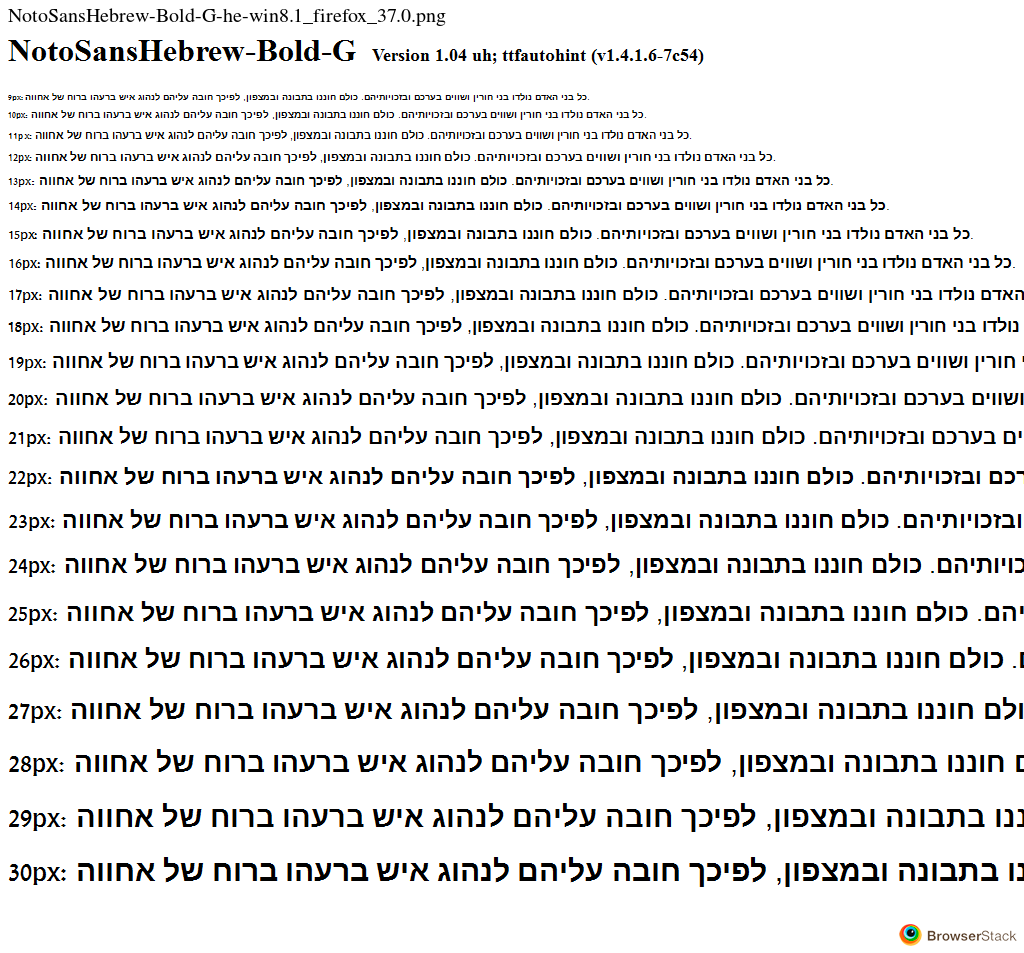 NotoSansHebrew-Bold-G-he-win8.1_firefox_37.0.png
NotoSansHebrew-Bold-G Version 1.04 uh; ttfautohint (v1.4.1.6-7c54)
9px: כל בני האדם נולדו בני חורין ושווים בערכם ובזכויותיהם. כולם חוננו בתבונה ובמצפון, לפיכך חובה עליהם לנהוג איש ברעהו ברוח של אחווה.
10px: כל בני האדם נולדו בני חורין ושווים בערכם ובזכויותיהם. כולם חוננו בתבונה ובמצפון, לפיכך חובה עליהם לנהוג איש ברעהו ברוח של אחווה.
11px: כל בני האדם נולדו בני חורין ושווים בערכם ובזכויותיהם. כולם חוננו בתבונה ובמצפון, לפיכך חובה עליהם לנהוג איש ברעהו ברוח של אחווה.
12px: כל בני האדם נולדו בני חורין ושווים בערכם ובזכויותיהם. כולם חוננו בתבונה ובמצפון, לפיכך חובה עליהם לנהוג איש ברעהו ברוח של אחווה.
13px: כל בני האדם נולדו בני חורין ושווים בערכם ובזכויותיהם. כולם חוננו בתבונה ובמצפון, לפיכך חובה עליהם לנהוג איש ברעהו ברוח של אחווה.
14px: כל בני האדם נולדו בני חורין ושווים בערכם ובזכויותיהם. כולם חוננו בתבונה ובמצפון, לפיכך חובה עליהם לנהוג איש ברעהו ברוח של אחווה.
15px: כל בני האדם נולדו בני חורין ושווים בערכם ובזכויותיהם. כולם חוננו בתבונה ובמצפון, לפיכך חובה עליהם לנהוג איש ברעהו ברוח של אחווה.
16px: כל בני האדם נולדו בני חורין ושווים בערכם ובזכויותיהם. כולם חוננו בתבונה ובמצפון, לפיכך חובה עליהם לנהוג איש ברעהו ברוח של אחווה.
17px: האדם נולדו בני חורין ושווים בערכם ובזכויותיהם. כולם חוננו בתבונה ובמצפון, לפיכך חובה עליהם לנהוג איש ברעהו ברוח של אחווה
18px: נולדו בני חורין ושווים בערכם ובזכויותיהם. כולם חוננו בתבונה ובמצפון, לפיכך חובה עליהם לנהוג איש ברעהו ברוח של אחווה
19px: חורין ושווים בערכם ובזכויותיהם. כולם חוננו בתבונה ובמצפון, לפיכך חובה עליהם לנהוג איש ברעהו ברוח של אחווה
20px: ושווים בערכם ובזכויותיהם. כולם חוננו בתבונה ובמצפון, לפיכך חובה עליהם לנהוג איש ברעהו ברוח של אחווה
21px: ים בערכם ובזכויותיהם. כולם חוננו בתבונה ובמצפון, לפיכך חובה עליהם לנהוג איש ברעהו ברוח של אחווה
22px: רכם ובזכויותיהם. כולם חוננו בתבונה ובמצפון, לפיכך חובה עליהם לנהוג איש ברעהו ברוח של אחווה
23px: ובזכויותיהם. כולם חוננו בתבונה ובמצפון, לפיכך חובה עליהם לנהוג איש ברעהו ברוח של אחווה
24px: כויותיהם. כולם חוננו בתבונה ובמצפון, לפיכך חובה עליהם לנהוג איש ברעהו ברוח של אחווה
25px: יהם. כולם חוננו בתבונה ובמצפון, לפיכך חובה עליהם לנהוג איש ברעהו ברוח של אחווה
26px: . כולם חוננו בתבונה ובמצפון, לפיכך חובה עליהם לנהוג איש ברעהו ברוח של אחווה
27px: ולם חוננו בתבונה ובמצפון, לפיכך חובה עליהם לנהוג איש ברעהו ברוח של אחווה
28px: חוננו בתבונה ובמצפון, לפיכך חובה עליהם לנהוג איש ברעהו ברוח של אחווה
29px: ננו בתבונה ובמצפון, לפיכך חובה עליהם לנהוג איש ברעהו ברוח של אחווה
30px: נו בתבונה ובמצפון, לפיכך חובה עליהם לנהוג איש ברעהו ברוח של אחווה
BrowserStack